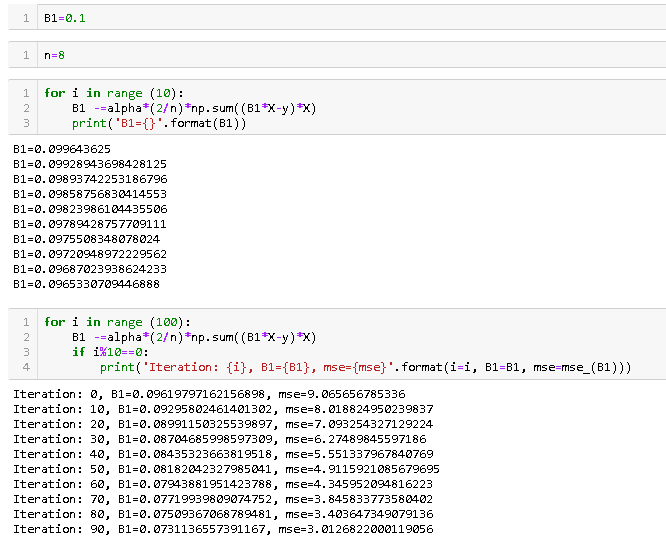 1 B1=0.1
1 n=8
1 for i in range (10):
2 B1 -=alpha*(2/n)*np.sum((B1*X-y)*X)
3 print('B1={}'.format(B1))
B1=0.099643625
B1=0.09928943698428125
B1=0.09893742253186796
B1=0.09858756830414553
B1=0.09823986104435506
B1=0.09789428757709111
B1=0.0975508348078024
B1=0.09720948972229562
B1=0.09687023938624233
B1=0.0965330709446888
1 for i in range (100):
2 B1 -=alpha*(2/n)*np.sum((B1*X-y)*X)
3 if i%10==0:
4 print('Iteration: {i}, B1={B1}, mse={mse}'.format(i=i, B1=B1, mse=mse_(B1)))
Iteration: 0, B1=0.09619797162156898, mse=9.065656785336
Iteration: 10, B1=0.09295802461401302, mse=8.018824950239837
Iteration: 20, B1=0.08991150325539897, mse=7.093254327129224
Iteration: 30, B1=0.08704685998597309, mse=6.27489845597186
Iteration: 40, B1=0.08435323663819518, mse=5.551337967840769
Iteration: 50, B1=0.08182042327985041, mse=4.9115921085679695
Iteration: 60, B1=0.07943881951423788, mse=4.345952094816223
Iteration: 70, B1=0.07719939809074752, mse=3.845833773580402
Iteration: 80, B1=0.07509367068789481, mse=3.403647349079136
Iteration: 90, B1=0.0731136557391167, mse=3.0126822000119056